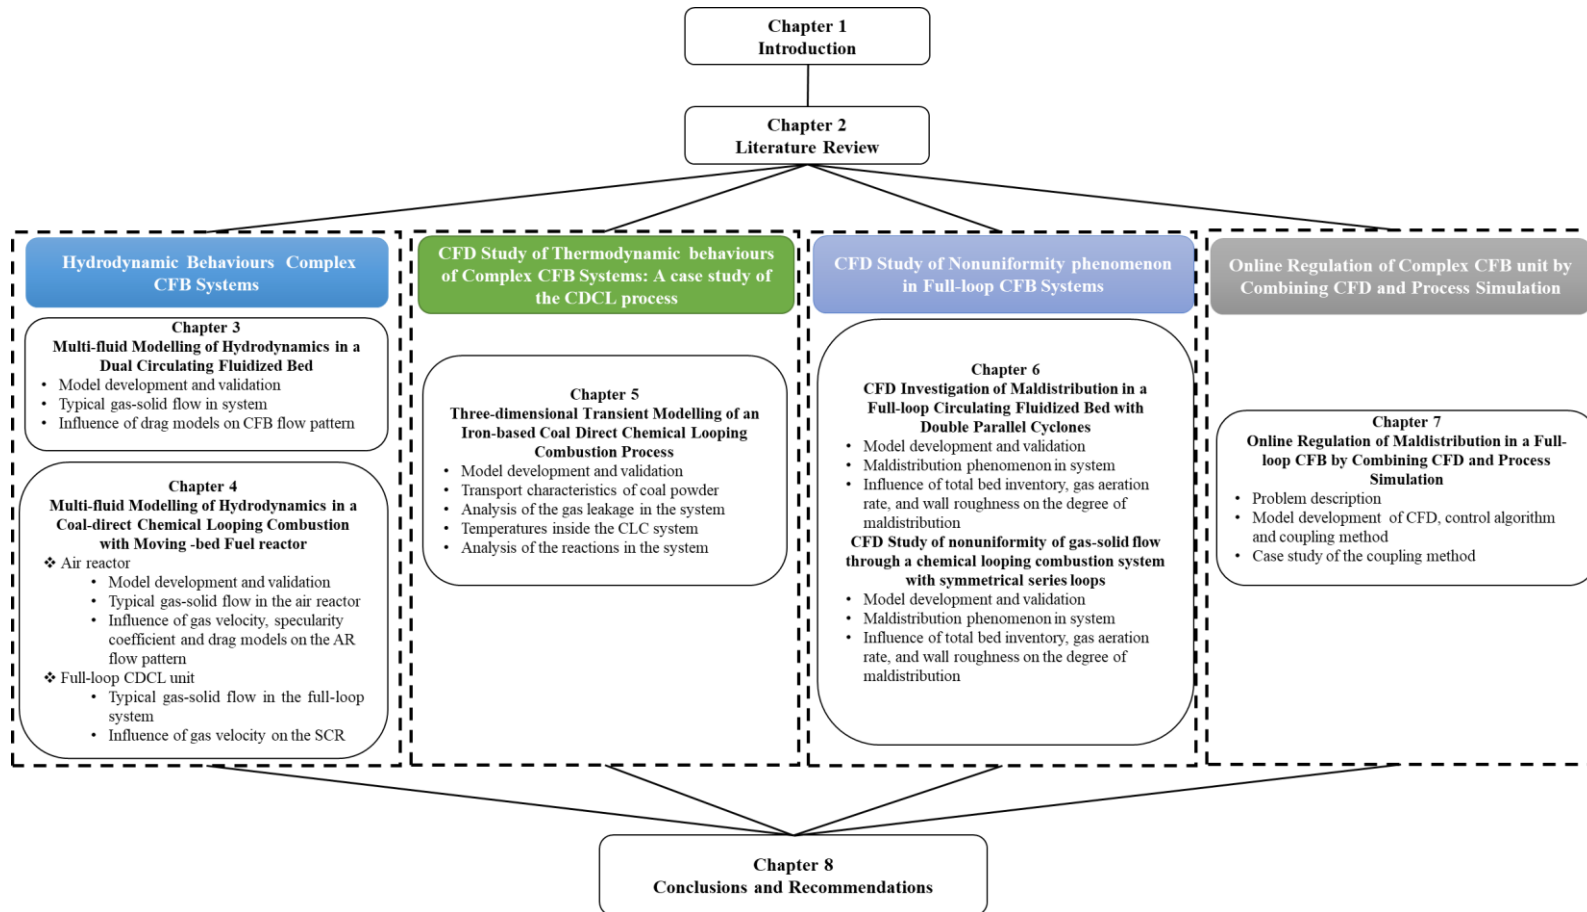 Chapter 1
Introduction
Chapter 2
Literature Review
Hydrodynamic Behaviours Complex
CFB Systems
Chapter 3
Multi-fluid Modelling of Hydrodynamics in a
Dual Circulating Fluidized Bed
• Model development and validation
• Typical gas-solid flow in system
• Influence of drag models on CFB flow pattern
Chapter 4
Multi-fluid Modelling of Hydrodynamics in a
Coal-direct Chemical Looping Combustion
with Moving -bed Fuel reactor
❖ Air reactor
• Model development and validation
• Typical gas-solid flow in the air reactor
• Influence of gas velocity, specularity
coefficient and drag models on the AR
flow pattern
❖ Full-loop CDCL unit
• Typical gas-solid flow in the full-loop
system
• Influence of gas velocity on the SCR
CFD Study of Thermodynamic behaviours
of Complex CFB Systems: A case study of
the CDCL process
Chapter 5
Three-dimensional Transient Modelling of an
Iron-based Coal Direct Chemical Looping
Combustion Process
• Model development and validation
• Transport characteristics of coal powder
• Analysis of the gas leakage in the system
• Temperatures inside the CLC system
• Analysis of the reactions in the system
CFD Study of Nonuniformity phenomenon
in Full-loop CFB Systems
Chapter 6
CFD Investigation of Maldistribution in a
Full-loop Circulating Fluidized Bed with
Double Parallel Cyclones
• Model development and validation
• Maldistribution phenomenon in system
• Influence of total bed inventory, gas aeration
rate, and wall roughness on the degree of
maldistribution
CFD Study of nonuniformity of gas-solid flow
through a chemical looping combustion system
with symmetrical series loops
• Model development and validation
• Maldistribution phenomenon in system
• Influence of total bed inventory, gas aeration
rate, and wall roughness on the degree of
maldistribution
Online Regulation of Complex CFB unit by
Combining CFD and Process Simulation
Chapter 7
Online Regulation of Maldistribution in a Full-
loop CFB by Combining CFD and Process
Simulation
• Problem description
• Model development of CFD, control algorithm
and coupling method
• Case study of the coupling method
Chapter 8
Conclusions and Recommendations